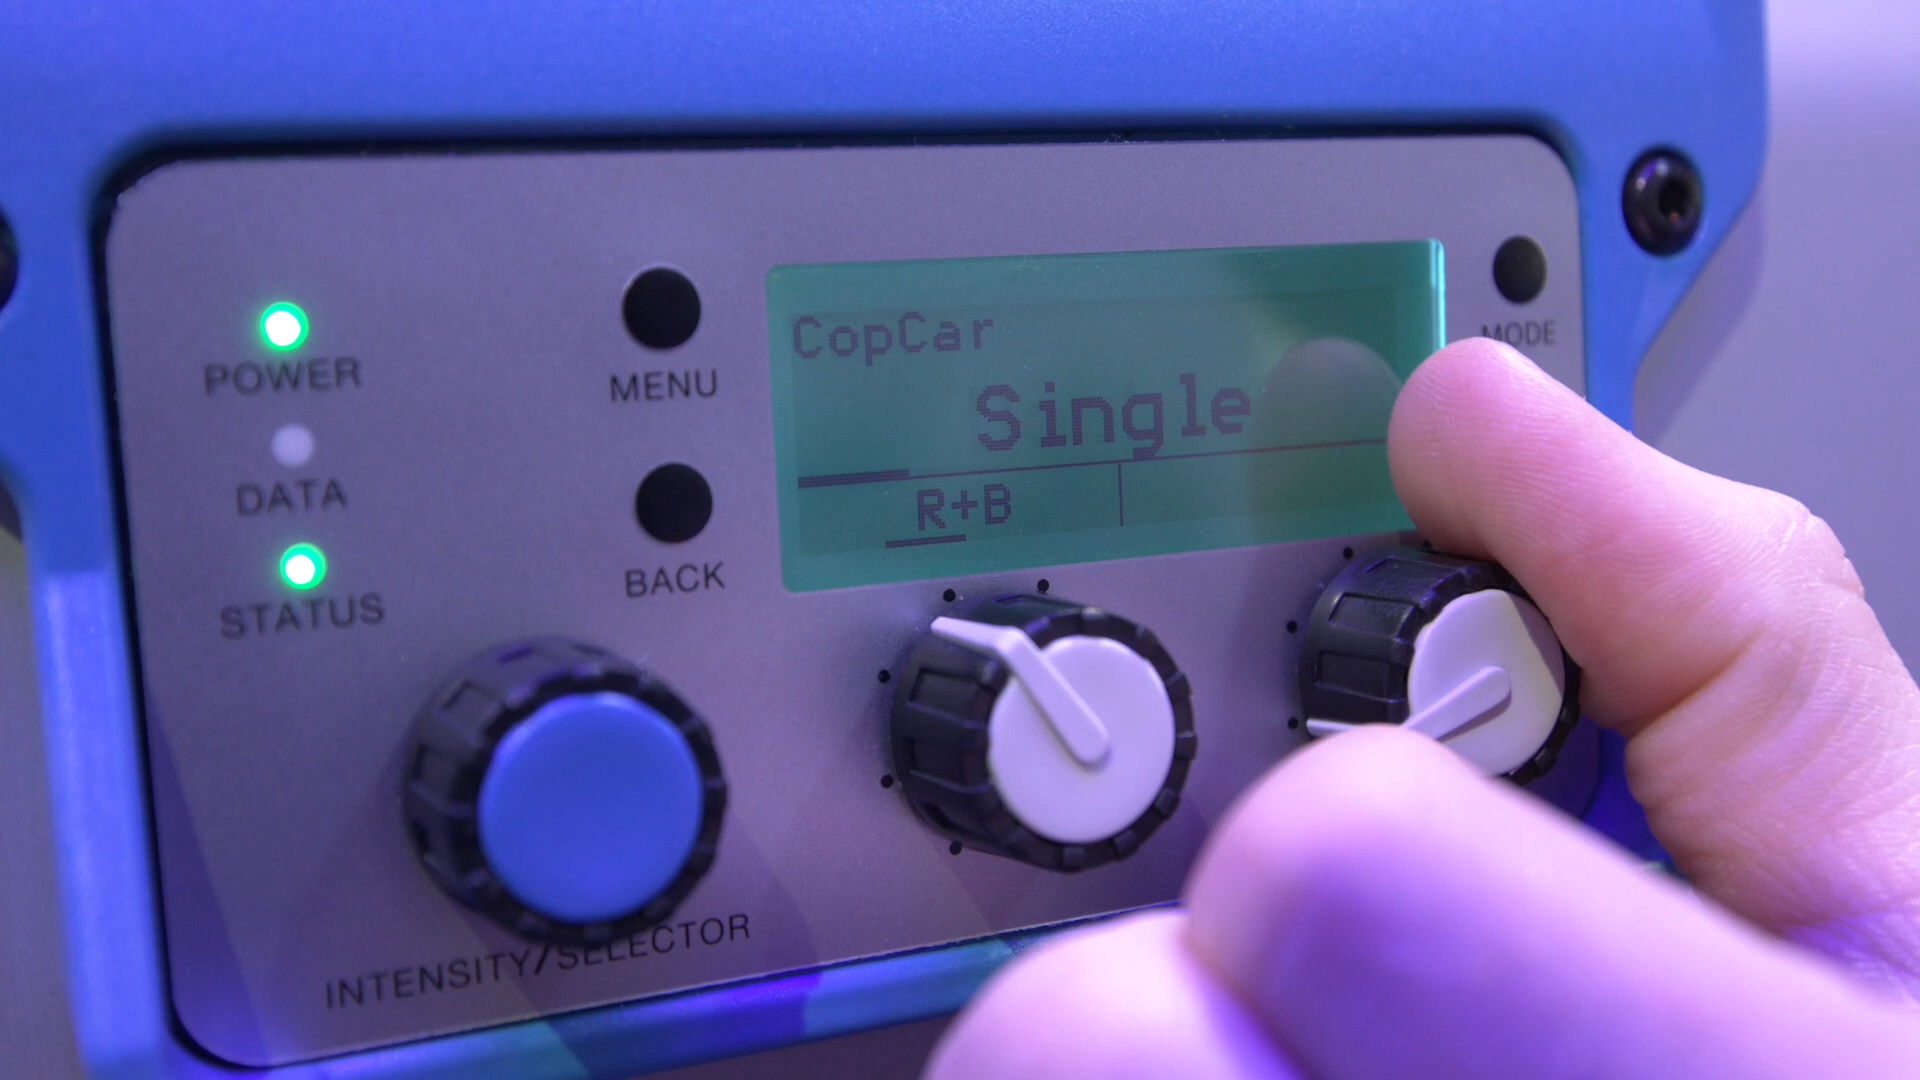 POWER
DATA
STATUS
MENU
BACK
CopCar
Single
R+B
MODE
INTENSITY/SELECTOR